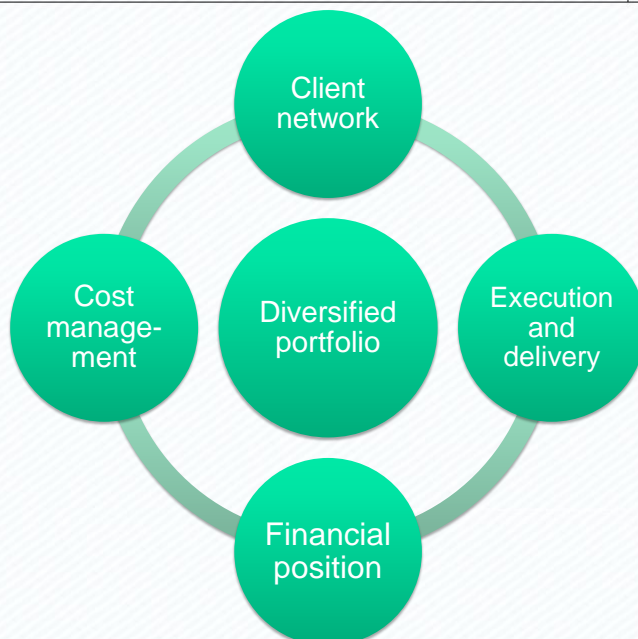 Client
network
Cost
manage-
ment
Diversified
portfolio
Execution
and
delivery
Financial
position